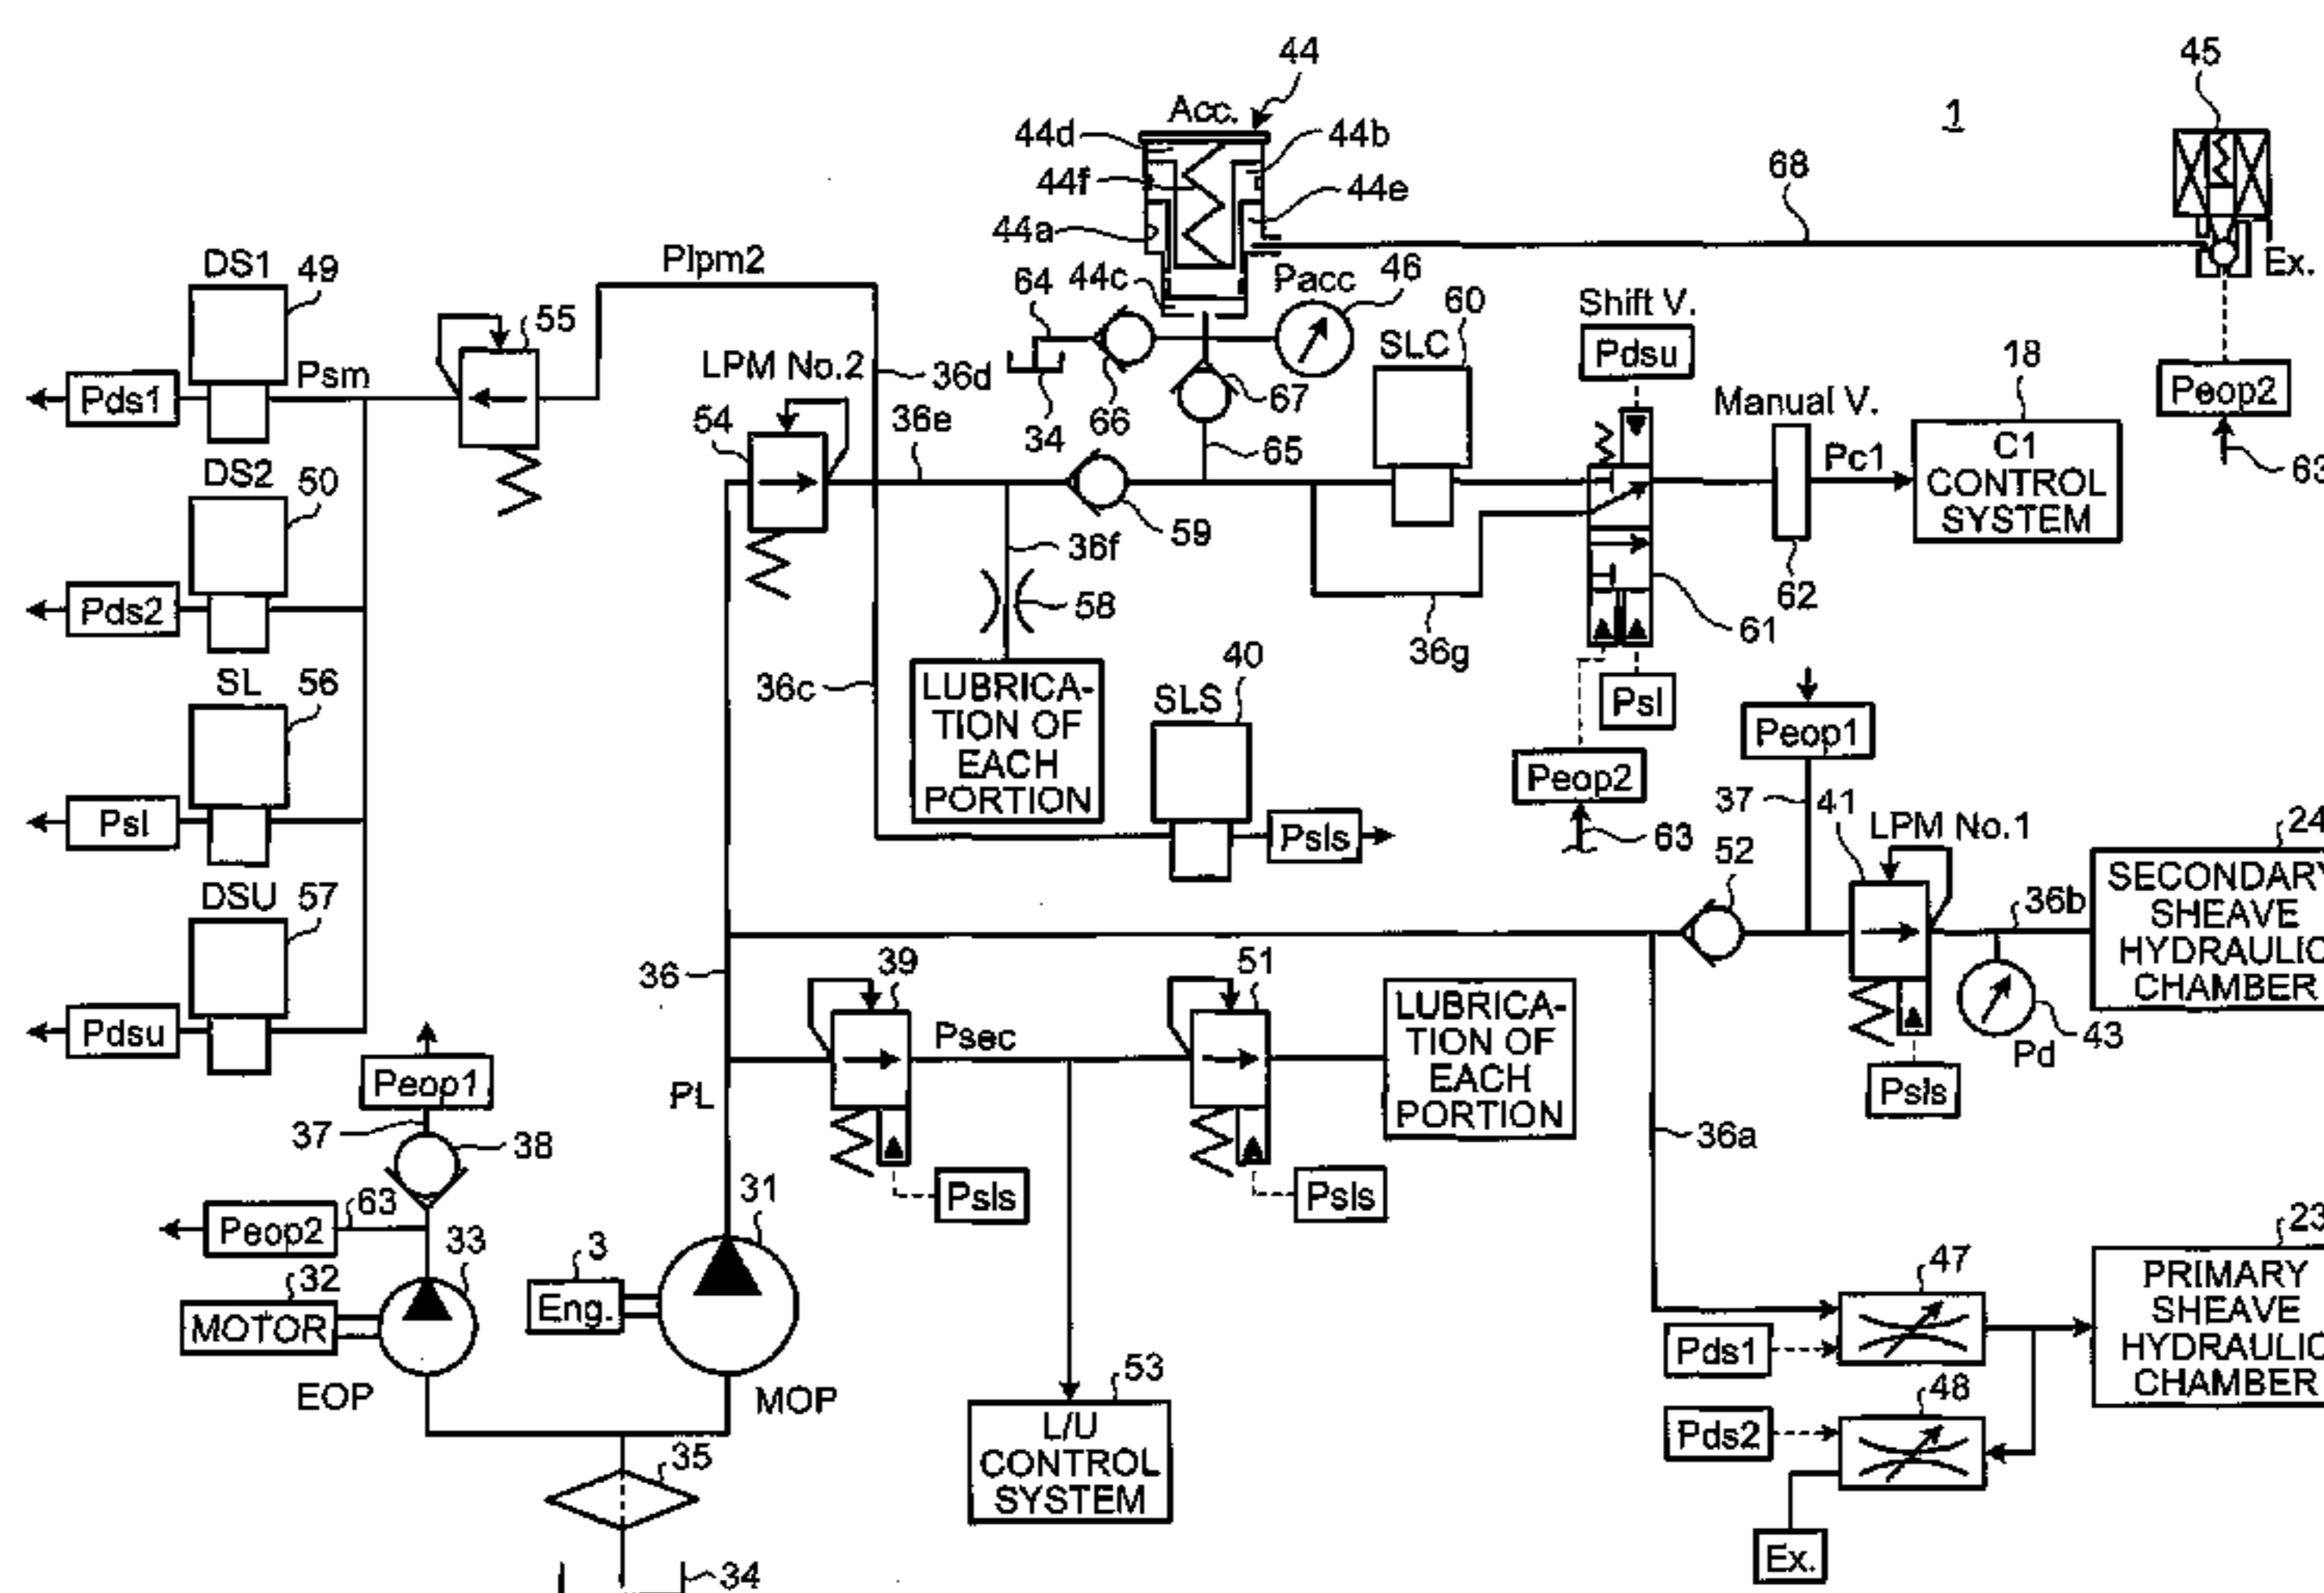 44
45
Acc.
1
44d
44b
44f
44e
68
44a
DS1
49
Plpm2
Ex.
64
44c
Pacc
46
60
Shift V.
55
SLC
Pdsu
18
Psm
LPM No.2
36d
Pds1
67
Manual V.
Peop2
54
36e
34
66
65
Pc1
C1
CONTROL
SYSTEM
63
DS2
50
59
36f
58
62
61
Pds2
36g
SL
56
36c
LUBRICA-
TION OF
EACH
PORTION
40
SLS
Psl
Peop1
Peop2
37
41
Psl
Psls
63
52
LPM No.1
24
SECONDARY
SHEAVE
HYDRAULIC
CHAMBER
DSU
57
36b
36
39
51
LUBRICA-
TION OF
EACH
PORTION
Psec
43
Pd
Pdsu
Peop1
PL
Psls
37
38
36a
Psls
Psls
31
63
Peop2
33
3
23
32
47
PRIMARY
SHEAVE
HYDRAULIC
CHAMBER
MOTOR
Eng.
Pds1
EOP
MOP
53
48
L/U
CONTROL
SYSTEM
Pds2
35
Ex.
34